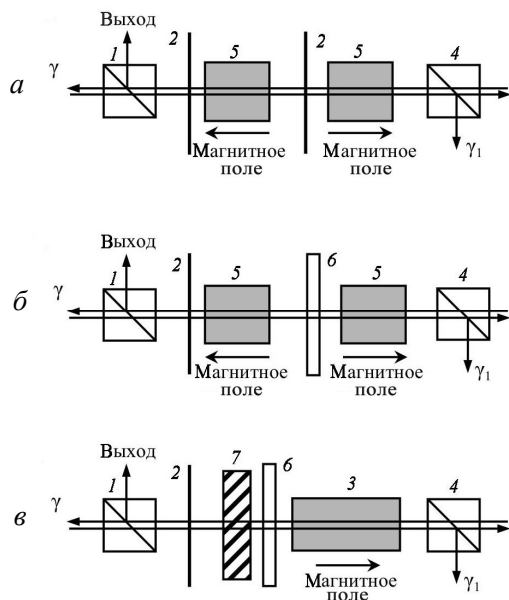 Выход
1 2 5 2 5 4
γ
а
Магнитное поле
Магнитное поле
γ₁
Выход
1 2 5 6 5 4
γ
б
Магнитное поле
Магнитное поле
γ₁
Выход
1 2 7 6 3 4
γ
в
Магнитное поле
γ₁